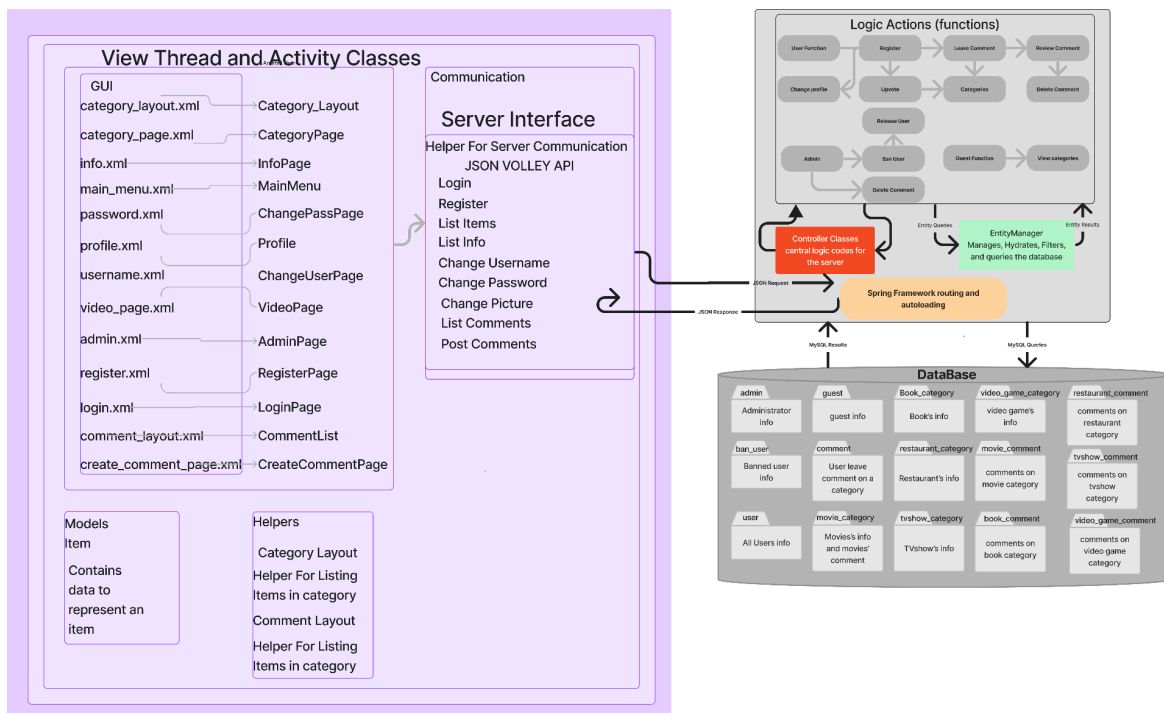 View Thread and Activity Classes
GUI
category_layout.xml
Category_Layout
category_page.xml
CategoryPage
info.xml
InfoPage
main_menu.xml
MainMenu
password.xml
ChangePassPage
profile.xml
Profile
username.xml
ChangeUserPage
video_page.xml
VideoPage
admin.xml
AdminPage
register.xml
RegisterPage
login.xml
LoginPage
comment_layout.xml
CommentList
create_comment_page.xml
CreateCommentPage
Communication
Server Interface
Helper For Server Communication
JSON VOLLEY API
Login
Register
List Items
List Info
Change Username
Change Password
Change Picture
List Comments
Post Comments
Models
Item
Contains
data to
represent an
item
Helpers
Category Layout
Helper For Listing
Items in category
Comment Layout
Helper For Listing
Items in category
Logic Actions (functions)
User Function
Register
Leave Comment
Review Comment
Change profile
Upvote
Categories
Delete Comment
Release User
Admin
Ban User
Guest Function
View categories
Delete Comment
Controller Classes
central logic codes for
the server
Entity Queries
EntityManager
Manages, Hydrates, Filters,
and queries the database
Entity Results
JSON Request
Spring Framework routing and
autoloading
JSON Response
MySQL Results
MySQL Queries
DataBase
admin
Administrator
info
guest
guest info
Book_category
Book's info
video_game_category
video game's
info
restaurant_comment
comments on
restaurant
category
ban_user
Banned user
info
comment
User leave
comment on a
category
restaurant_category
Restaurant's info
movie_comment
comments on
movie category
tvshow_comment
comments on
tvshow
category
user
All Users info
movie_category
Movies's info
and movies'
comment
tvshow_category
TVshow's info
book_comment
comments on
book category
video_game_comment
comments on
video game
category